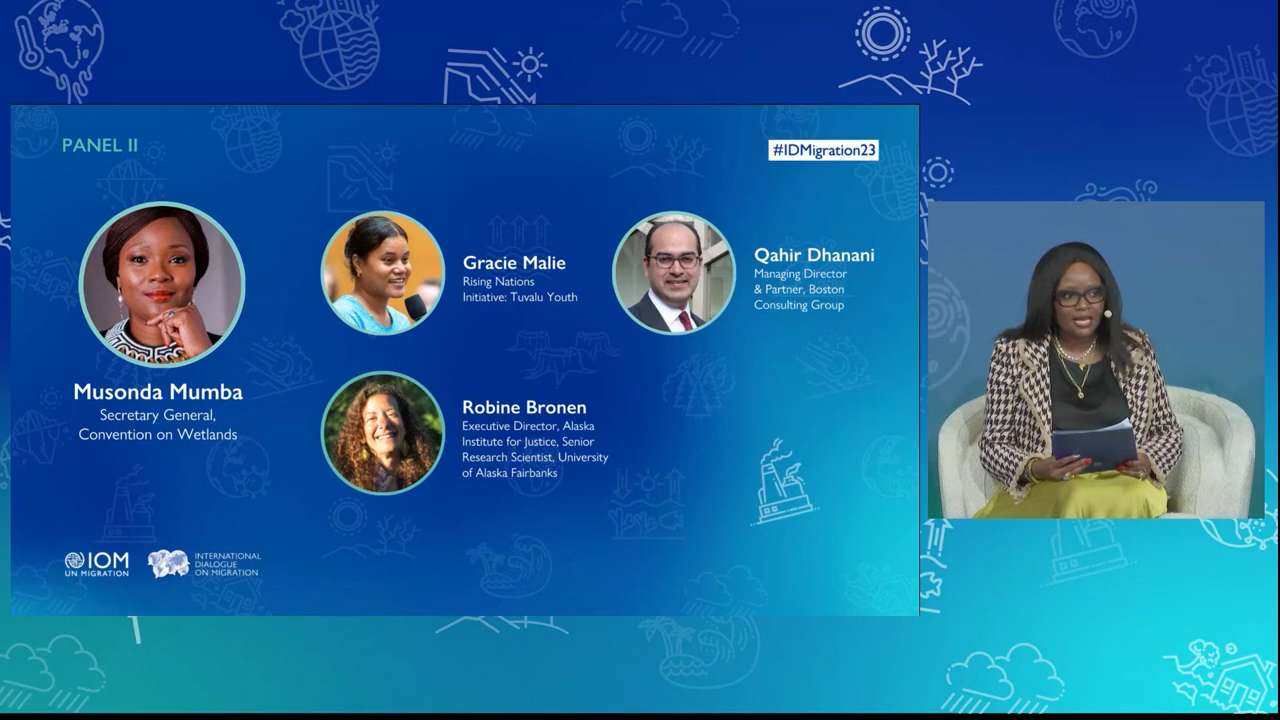 PANEL II
#IDMigration23
Musonda Mumba
Secretary General,
Convention on Wetlands
Gracie Malie
Rising Nations
Initiative: Tuvalu Youth
Qahir Dhanani
Managing Director
& Partner, Boston
Consulting Group
Robine Bronen
Executive Director, Alaska
Institute for Justice, Senior
Research Scientist, University
of Alaska Fairbanks
IOM
UN MIGRATION
INTERNATIONAL
DIALOGUE
ON MIGRATION